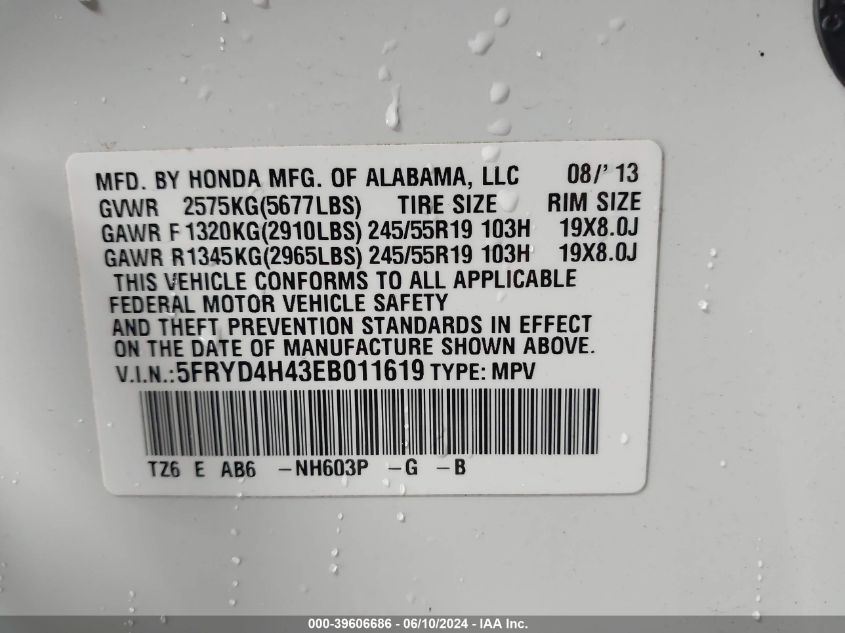 MFD. BY HONDA MFG. OF ALABAMA, LLC 08/' 13
GVWR 2575KG(5677LBS) TIRE SIZE RIM SIZE
GAWR F 1320KG(2910LBS) 245/55R19 103H 19X8.0J
GAWR R1345KG(2965LBS) 245/55R19 103H 19X8.0J
THIS VEHICLE CONFORMS TO ALL APPLICABLE
FEDERAL MOTOR VEHICLE SAFETY
AND THEFT PREVENTION STANDARDS IN EFFECT
ON THE DATE OF MANUFACTURE SHOWN ABOVE.
V.I.N.:5FRYD4H43EB011619 TYPE: MPV
TZ6 E AB6 -NH603P -G -B
000-39606686 - 06/10/2024 - IAA Inc.